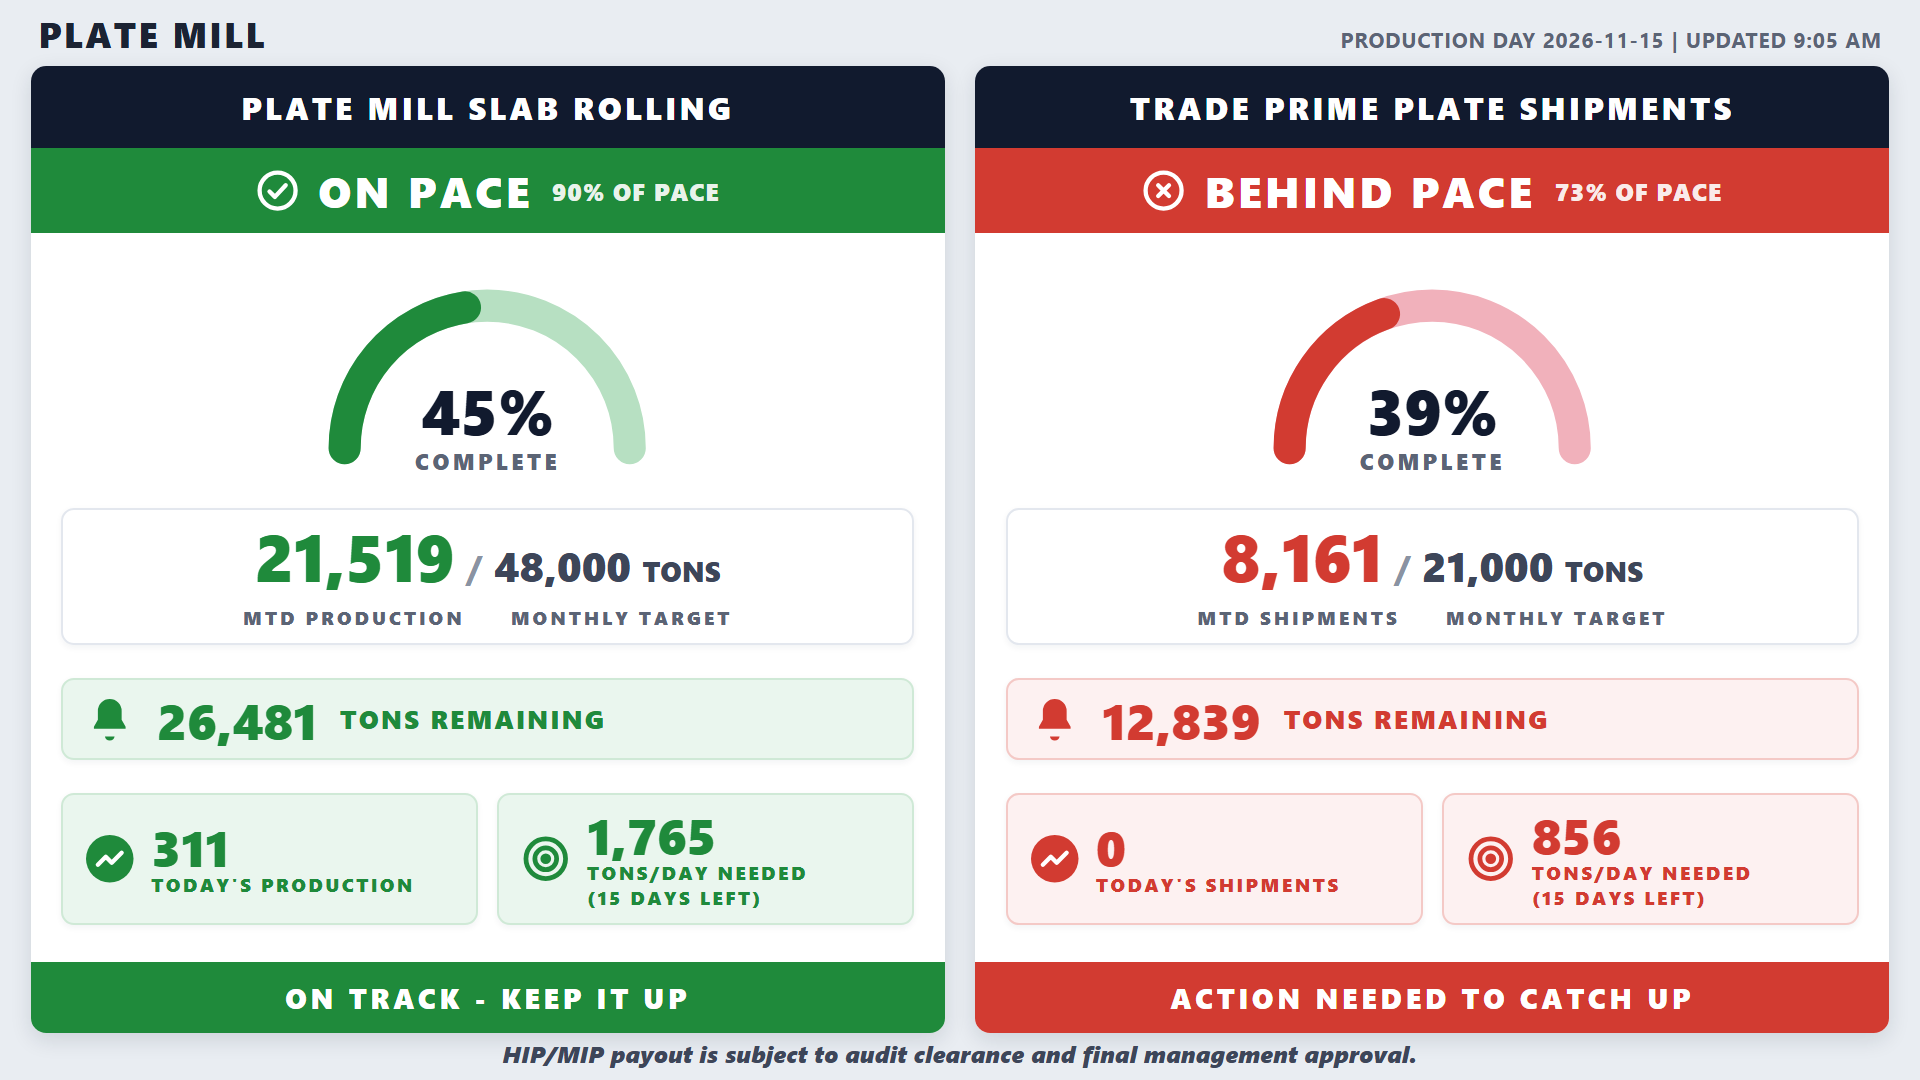 PLATE MILL
PRODUCTION DAY 2026-11-15 | UPDATED 9:05 AM
PLATE MILL SLAB ROLLING
ON PACE 90% OF PACE
45%
COMPLETE
21,519 / 48,000 TONS
MTD PRODUCTION MONTHLY TARGET
26,481 TONS REMAINING
311
TODAY'S PRODUCTION
1,765
TONS/DAY NEEDED
(15 DAYS LEFT)
ON TRACK - KEEP IT UP
TRADE PRIME PLATE SHIPMENTS
BEHIND PACE 73% OF PACE
39%
COMPLETE
8,161 / 21,000 TONS
MTD SHIPMENTS MONTHLY TARGET
12,839 TONS REMAINING
0
TODAY'S SHIPMENTS
856
TONS/DAY NEEDED
(15 DAYS LEFT)
ACTION NEEDED TO CATCH UP
HIP/MIP payout is subject to audit clearance and final management approval.